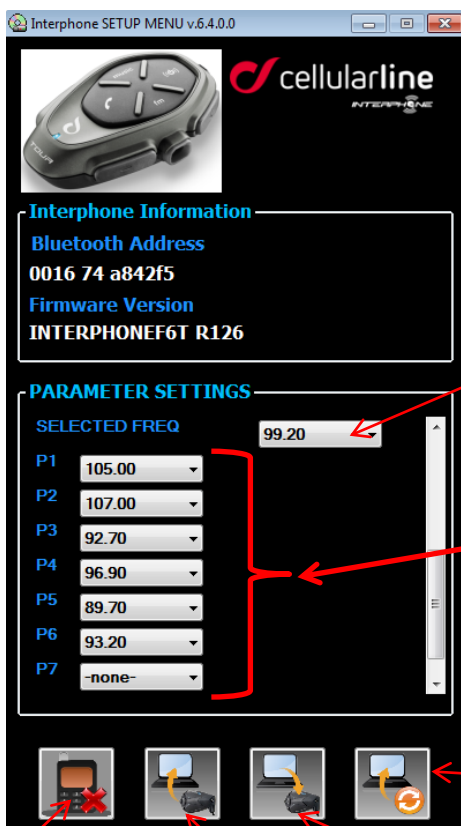 Interphone SETUP MENU v.6.4.0.0
cellularline
INTERPHONE
TOUR
fm
Interphone Information
Bluetooth Address
0016 74 a842f5
Firmware Version
INTERPHONEF6T R126
PARAMETER SETTINGS
SELECTED FREQ 99.20
P1 105.00
P2 107.00
P3 92.70
P4 96.90
P5 89.70
P6 93.20
P7 -none-